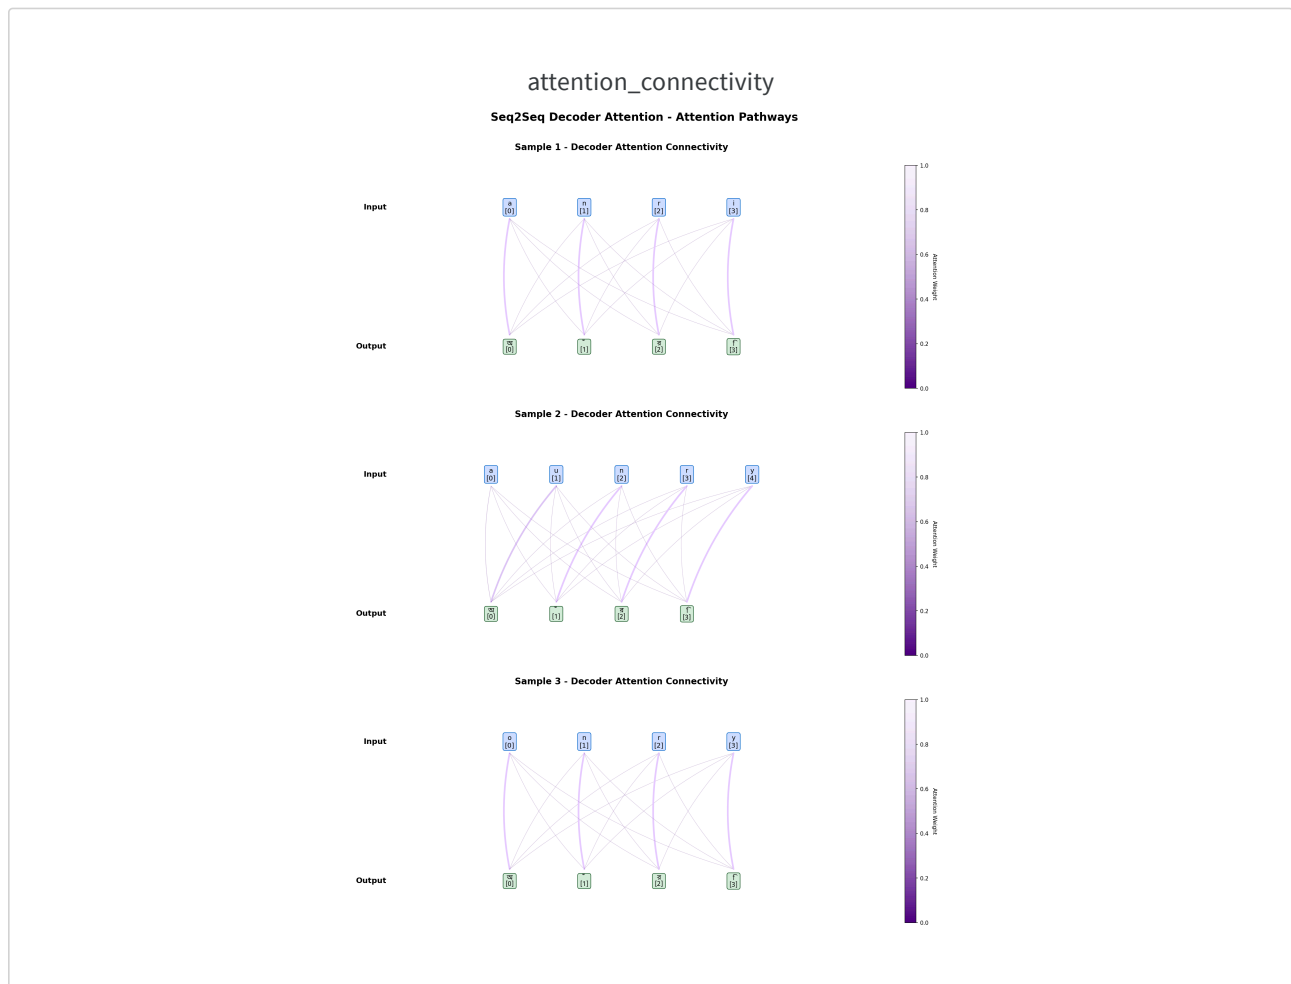 attention_connectivity
Seq2Seq Decoder Attention - Attention Pathways
Sample 1 - Decoder Attention Connectivity
Input
a n r i
[0] [1] [2] [3]
Output
[0] [1] [2] [3]
1.0
0.8
0.6
0.4
0.2
0.0
Attention Weight
Sample 2 - Decoder Attention Connectivity
Input
a u n r y
[0] [1] [2] [3] [4]
Output
[0] [1] [2] [3]
1.0
0.8
0.6
0.4
0.2
0.0
Attention Weight
Sample 3 - Decoder Attention Connectivity
Input
o n r y
[0] [1] [2] [3]
Output
[0] [1] [2] [3]
1.0
0.8
0.6
0.4
0.2
0.0
Attention Weight